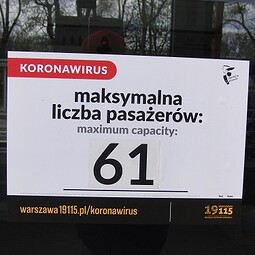 KORONAWIRUS
maksymalna
liczba pasażerów:
maximum capacity:
61
warszawa19115.pl/koronawirus
19115